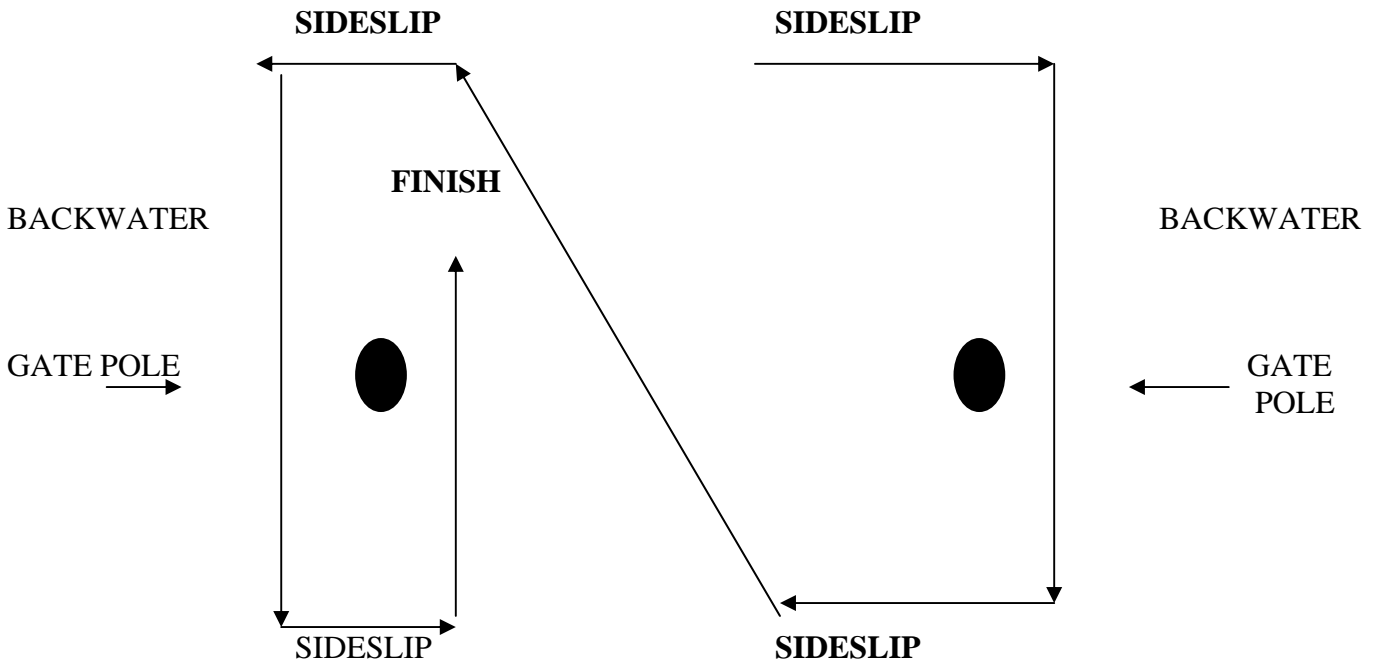 SIDESLIP SIDESLIP
FINISH
BACKWATER BACKWATER
GATE POLE GATE
POLE
SIDESLIP SIDESLIP